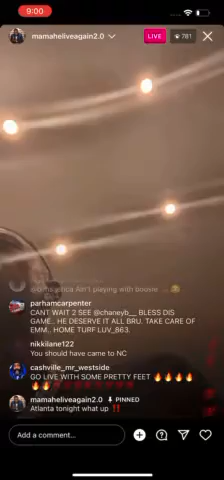 9:00
mamaheliveagain2.0
LIVE
781
Ain't playing with bousie ...
parhamcarpenter
CANT WAIT 2 SEE @chaneyb__ BLESS DIS
GAME.. HE DESERVE IT ALL BRU. TAKE CARE OF
EMM.. HOME TURF LUV_863.
nikkilane122
You should have came to NC
cashville_mr_westside
GO LIVE WITH SOME PRETTY FEET 🔥🔥🔥🔥
🔥🔥
mamaheliveagain2.0 PINNED
Atlanta tonight what up ‼️
Add a comment...